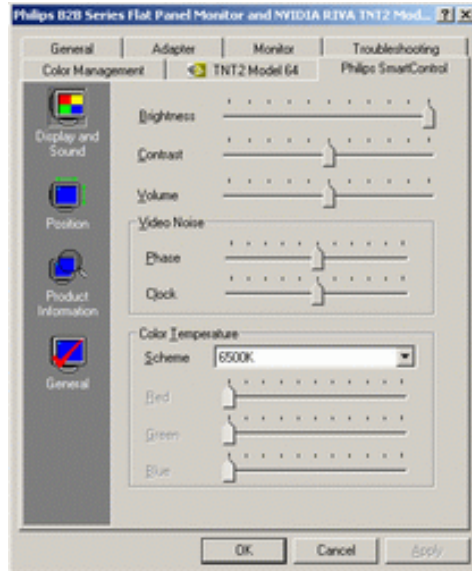 Philips B2B Series Flat Panel Monitor and NVIDIA RIVA TNT2 Mod...
General Adapter Monitor Troubleshooting
Color Management TNT2 Model 64 Philips SmartControl
Display and
Sound
Position
Product
Information
General
Brightness
Contrast
Volume
Video Noise
Phase
Clock
Color Temperature
Scheme 6500K
Red
Green
Blue
OK Cancel Apply